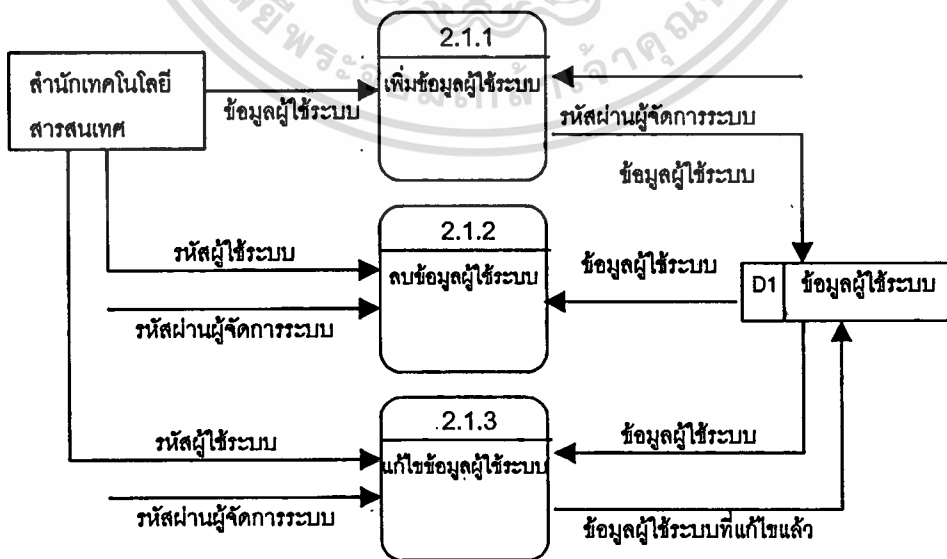 2.1.1
สำนักเทคโนโลยี
สารสนเทศ
ข้อมูลผู้ใช้ระบบ
เพิ่มข้อมูลผู้ใช้ระบบ
รหัสผ่านผู้จัดการระบบ
ข้อมูลผู้ใช้ระบบ
2.1.2
รหัสผู้ใช้ระบบ
ลบข้อมูลผู้ใช้ระบบ
ข้อมูลผู้ใช้ระบบ
D1 ข้อมูลผู้ใช้ระบบ
รหัสผ่านผู้จัดการระบบ
2.1.3
รหัสผู้ใช้ระบบ
แก้ไขข้อมูลผู้ใช้ระบบ
ข้อมูลผู้ใช้ระบบ
รหัสผ่านผู้จัดการระบบ
ข้อมูลผู้ใช้ระบบที่แก้ไขแล้ว